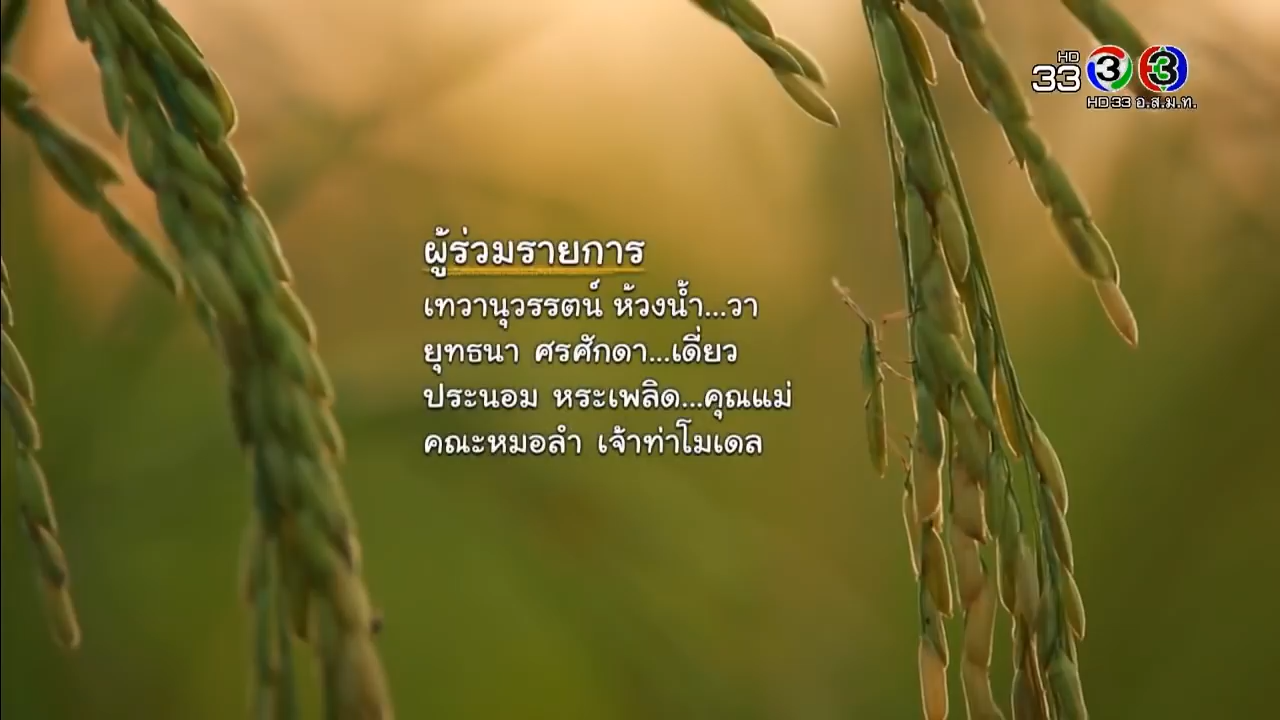 HD
33 3 3
HD 33 อ.ส.ม.ท.
ผู้ร่วมรายการ
เทวานุวรรตน์ ห้วงน้ำ...วา
ยุทธนา ศรศักดา...เดี่ยว
ประนอม หระเพลิด...คุณแม่
คณะหมอลำ เจ้าท่าโมเดล